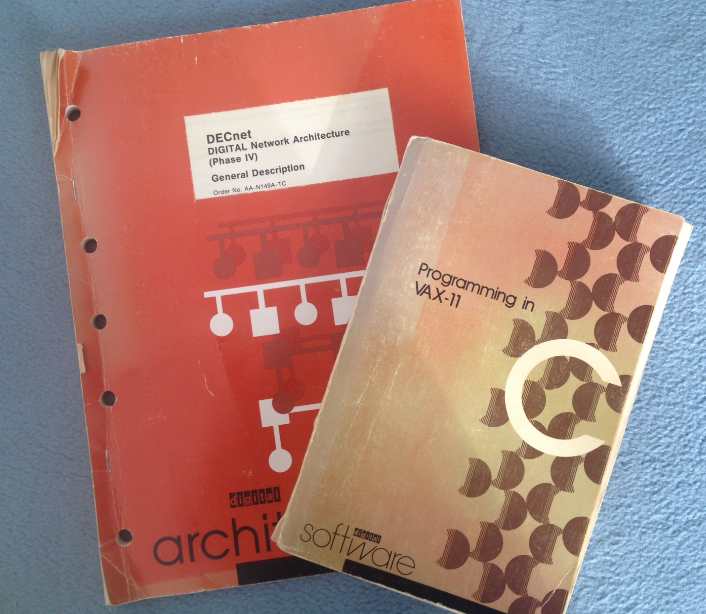 DECnet
DIGITAL Network Architecture
(Phase IV)
General Description
Order No. AA-N149A-TC
digital
archit
Programming in
VAX-11
C
digital
software